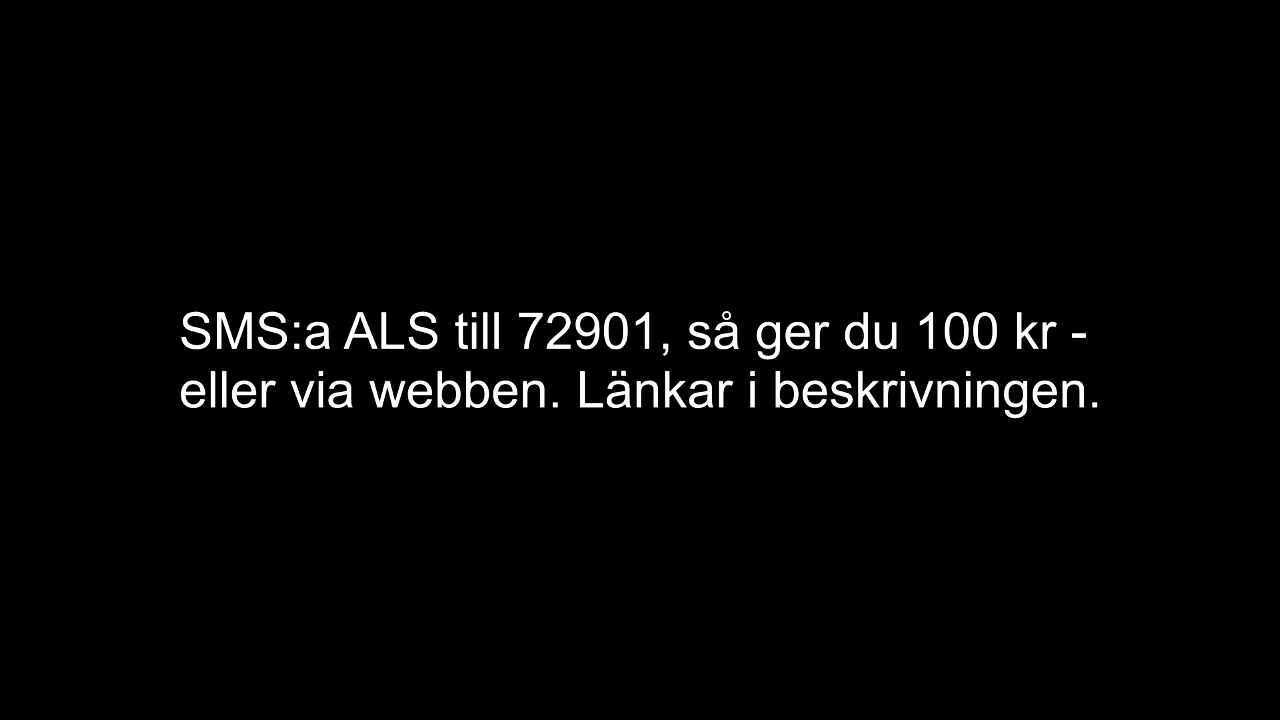 SMS:a ALS till 72901, så ger du 100 kr -
eller via webben. Länkar i beskrivningen.